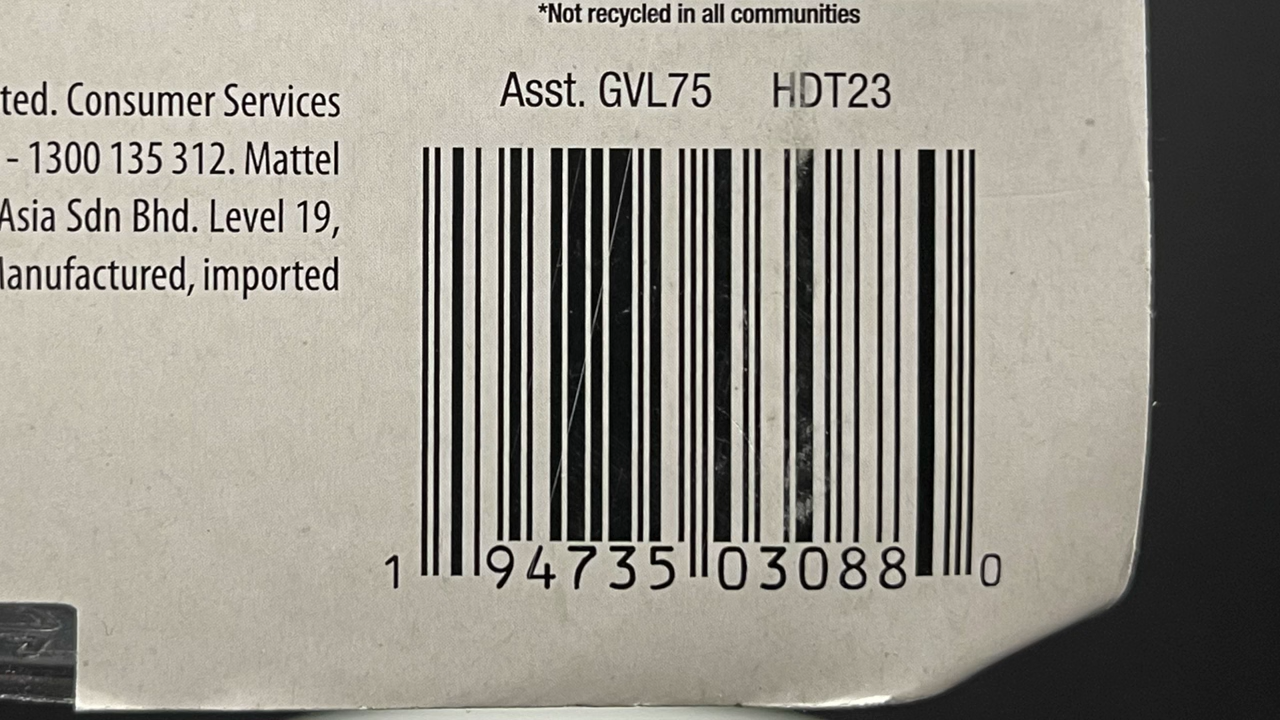 *Not recycled in all communities
Asst. GVL75 HDT23
ted. Consumer Services
- 1300 135 312. Mattel
Asia Sdn Bhd. Level 19,
anufactured, imported
1 94735 03088 0